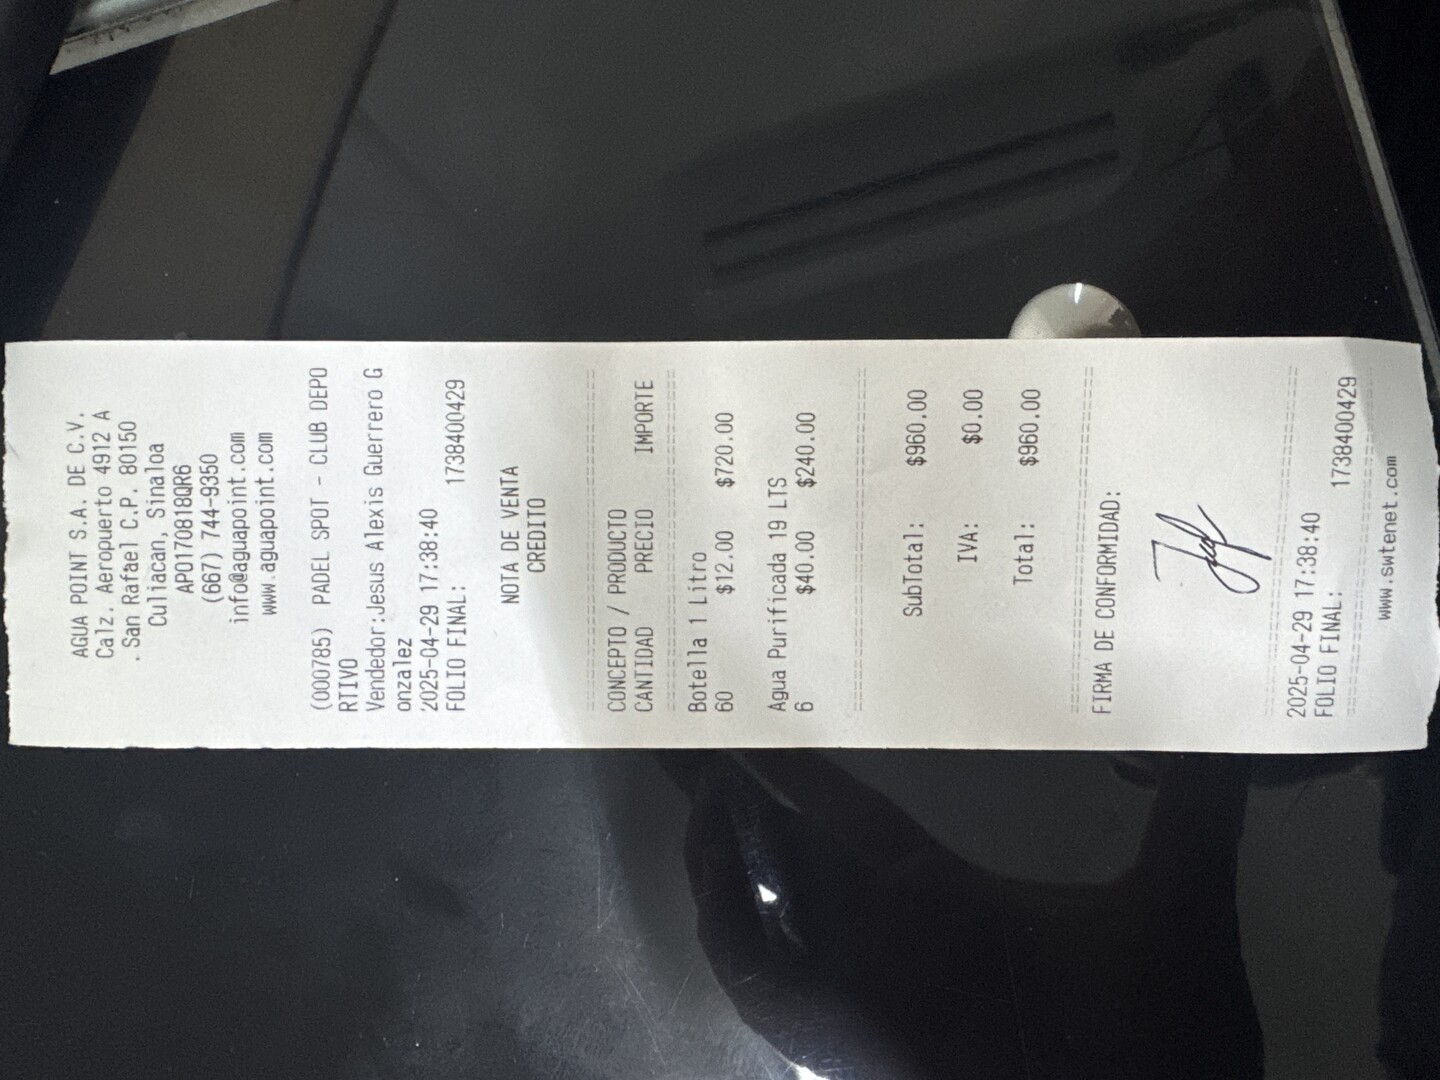 AGUA POINT S.A. DE C.V.
Calz. Aeropuerto 4912 A
. San Rafael C.P. 80150
Culiacan, Sinaloa
APO170818QR6
(667) 744-9350
info@aguapoint.com
www.aguapoint.com
(000785) PADEL SPOT - CLUB DEPO
RTIVO
Vendedor:Jesus Alexis Guerrero G
onzalez
2025-04-29 17:38:40
FOLIO FINAL: 1738400429
NOTA DE VENTA
CREDITO
================================
CONCEPTO / PRODUCTO
CANTIDAD PRECIO IMPORTE
================================
Botella 1 Litro
60 $12.00 $720.00
Agua Purificada 19 LTS
6 $40.00 $240.00
================================
SubTotal: $960.00
IVA: $0.00
Total: $960.00
================================
FIRMA DE CONFORMIDAD:
================================
2025-04-29 17:38:40
FOLIO FINAL: 1738400429
================================
www.swtenet.com